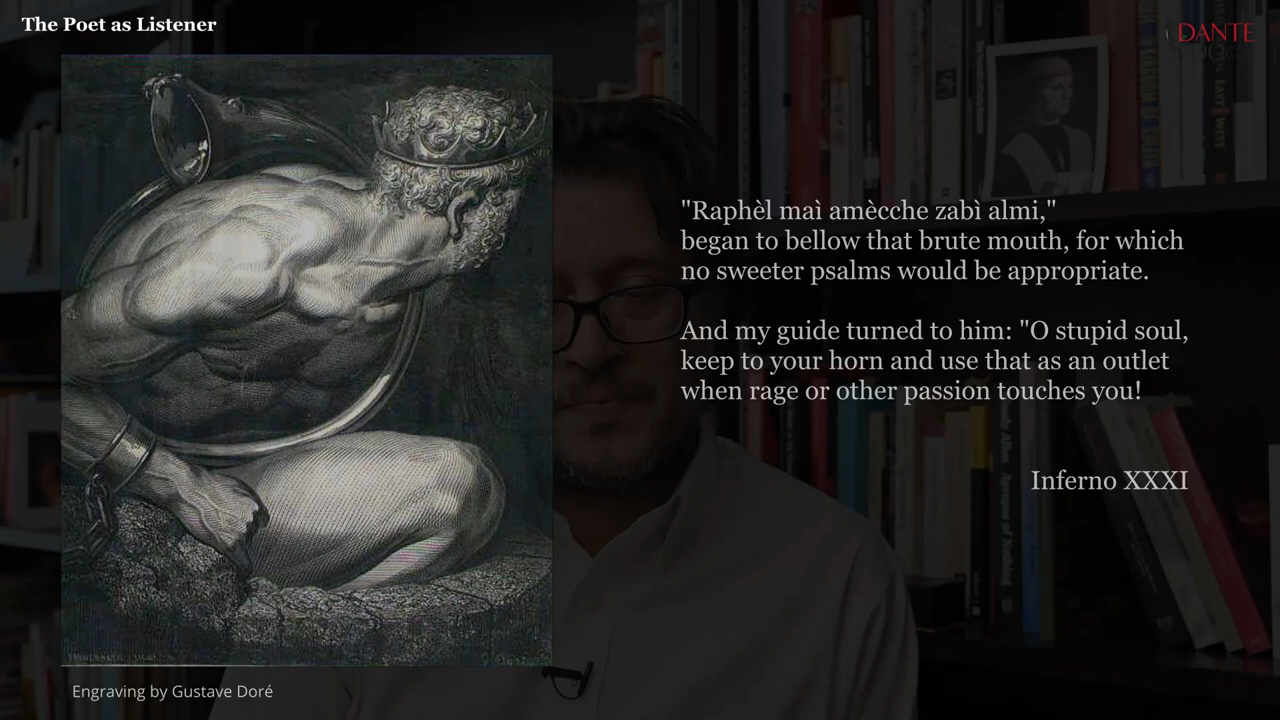 The Poet as Listener
DANTE
"Raphèl maì amècche zabì almi,"
began to bellow that brute mouth, for which
no sweeter psalms would be appropriate.
And my guide turned to him: "O stupid soul,
keep to your horn and use that as an outlet
when rage or other passion touches you!
Inferno XXXI
EAST WEST
Engraving by Gustave Doré